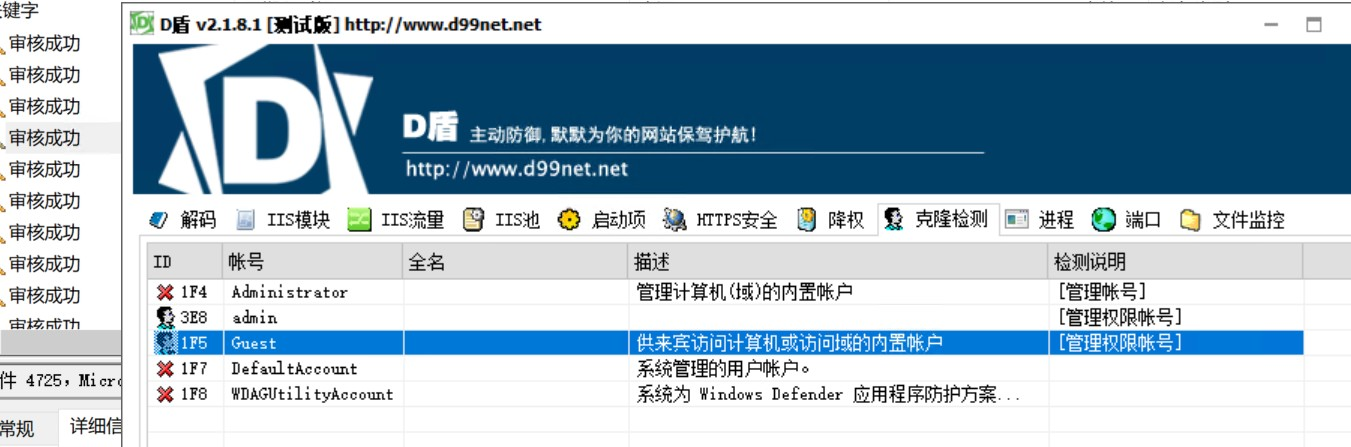 键字
D盾 v2.1.8.1 [测试版] http://www.d99net.net
审核成功
审核成功
审核成功
审核成功
审核成功
审核成功
审核成功
审核成功
审核成功
审核成功
D盾 主动防御,默默为你的网站保驾护航!
http://www.d99net.net
解码 IIS模块 IIS流量 IIS池 启动项 HTTPS安全 降权 克隆检测 进程 端口 文件监控
ID 帐号 全名 描述 检测说明
1F4 Administrator 管理计算机(域)的内置帐户 [管理帐号]
3E8 admin [管理权限帐号]
1F5 Guest 供来宾访问计算机或访问域的内置帐户 [管理权限帐号]
1F7 DefaultAccount 系统管理的用户帐户。
1F8 WDAGUtilityAccount 系统为 Windows Defender 应用程序防护方案...
件 4725，Micro
常规 详细信